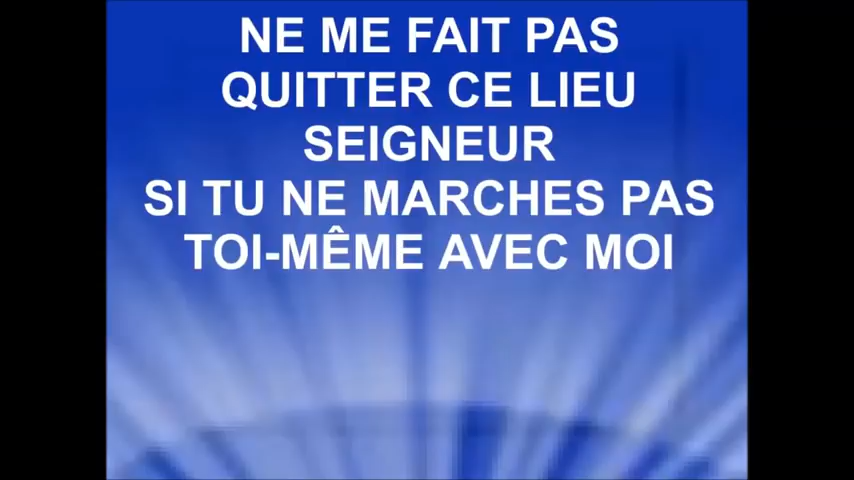 NE ME FAIT PAS
QUITTER CE LIEU
SEIGNEUR
SI TU NE MARCHES PAS
TOI-MÊME AVEC MOI